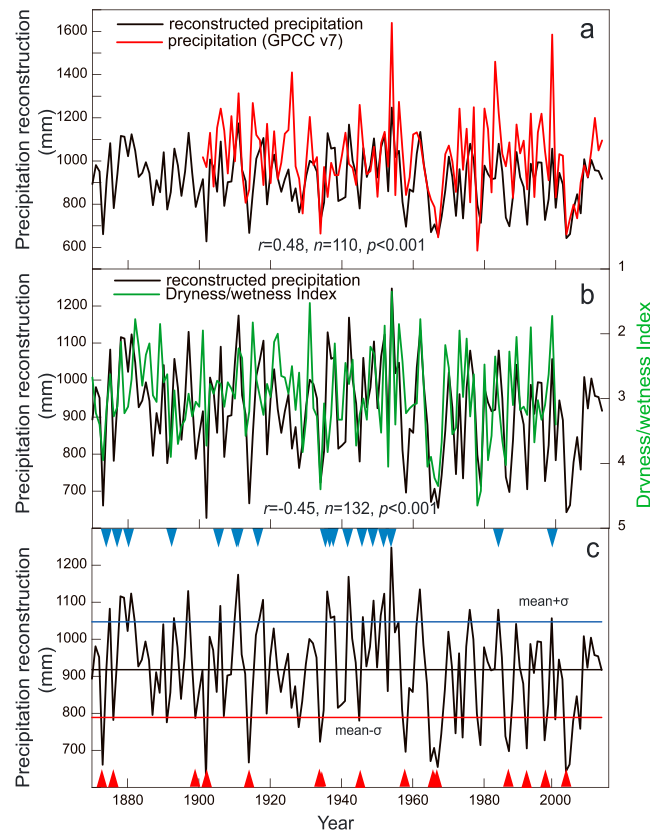 reconstructed precipitation
precipitation (GPCC v7)
a
1600
1400
1200
1000
800
600
Precipitation reconstruction
(mm)
r=0.48, n=110, p<0.001
reconstructed precipitation
Dryness/wetness Index
b
1200
1100
1000
900
800
700
Precipitation reconstruction
(mm)
1
2
3
4
5
Dryness/wetness Index
r=-0.45, n=132, p<0.001
c
1200
1100
1000
900
800
700
Precipitation reconstruction
(mm)
mean+σ
mean-σ
1880 1900 1920 1940 1960 1980 2000
Year